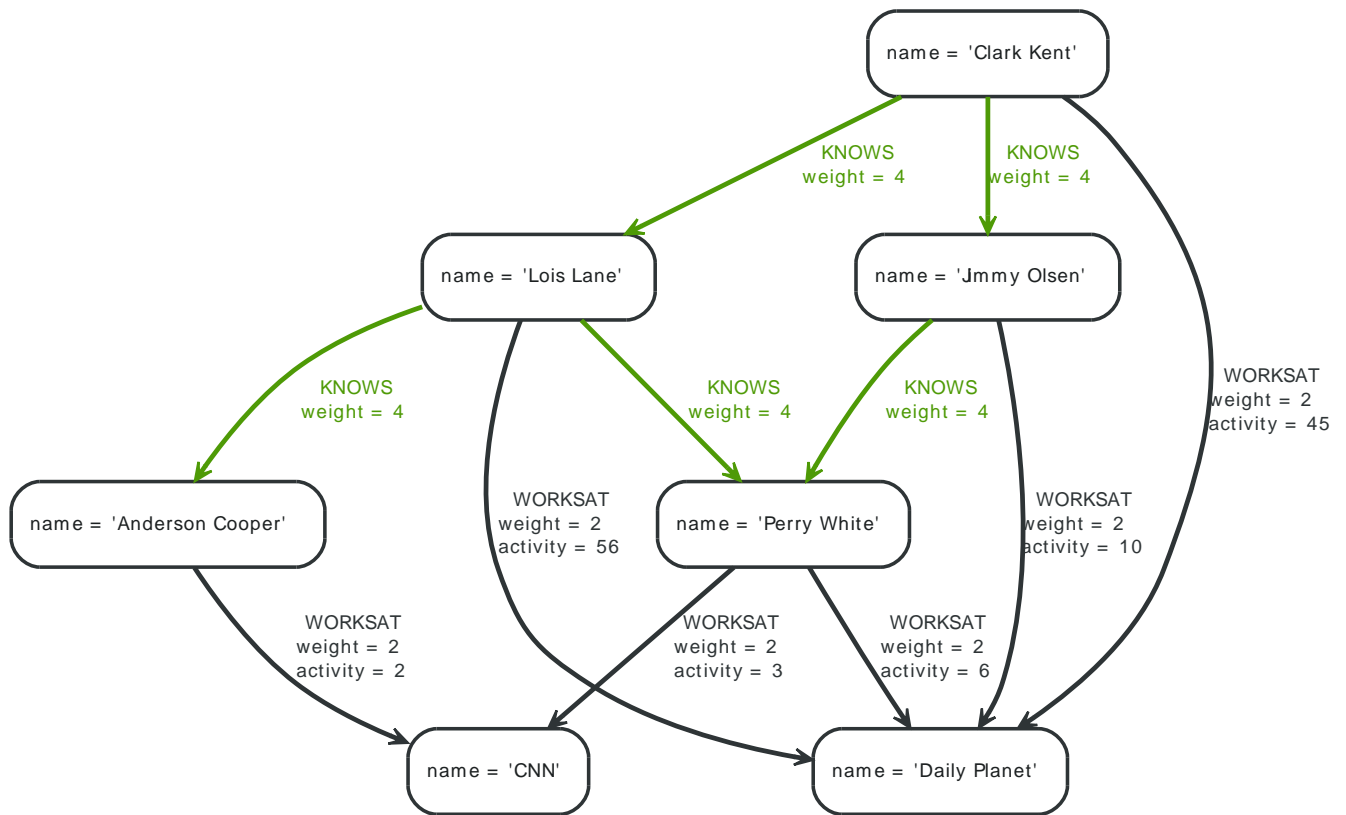 name = 'Clark Kent'
KNOWS
weight = 4
KNOWS
weight = 4
name = 'Lois Lane'
name = 'Jmmy Olsen'
WORKSAT
weight = 2
activity = 45
KNOWS
weight = 4
KNOWS
weight = 4
KNOWS
weight = 4
name = 'Anderson Cooper'
WORKSAT
weight = 2
activity = 56
name = 'Perry White'
WORKSAT
weight = 2
activity = 10
WORKSAT
weight = 2
activity = 2
WORKSAT
weight = 2
activity = 3
WORKSAT
weight = 2
activity = 6
name = 'CNN'
name = 'Daily Planet'